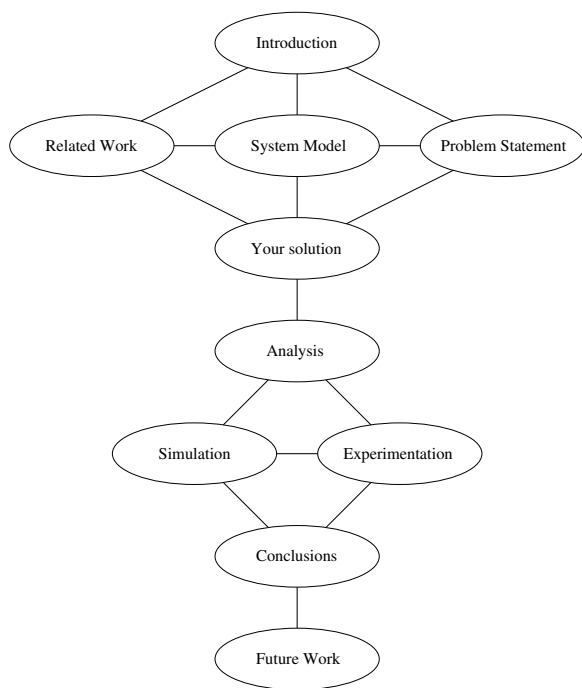 Introduction
Related Work
System Model
Problem Statement
Your solution
Analysis
Simulation
Experimentation
Conclusions
Future Work